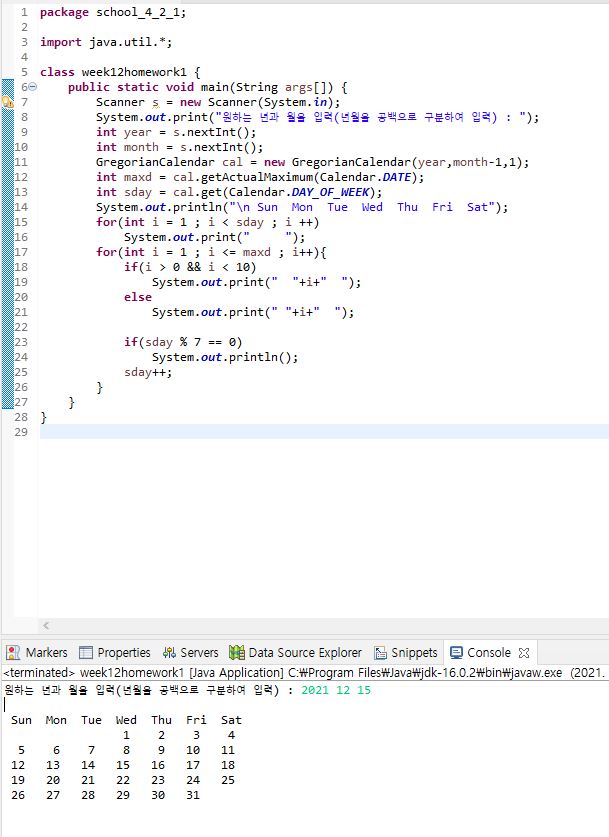 1 package school_4_2_1;
2
3 import java.util.*;
4
5 class week12homework1 {
6     public static void main(String args[]) {
7         Scanner s = new Scanner(System.in);
8         System.out.print("원하는 년과 월을 입력(년월을 공백으로 구분하여 입력) : ");
9         int year = s.nextInt();
10         int month = s.nextInt();
11         GregorianCalendar cal = new GregorianCalendar(year,month-1,1);
12         int maxd = cal.getActualMaximum(Calendar.DATE);
13         int sday = cal.get(Calendar.DAY_OF_WEEK);
14         System.out.println("\n Sun  Mon  Tue  Wed  Thu  Fri  Sat");
15         for(int i = 1 ; i < sday ; i ++)
16             System.out.print("     ");
17         for(int i = 1 ; i <= maxd ; i++){
18             if(i > 0 && i < 10)
19                 System.out.print("  "+i+"  ");
20             else
21                 System.out.print(" "+i+"  ");
22
23             if(sday % 7 == 0)
24                 System.out.println();
25             sday++;
26         }
27     }
28 }
29
Markers Properties Servers Data Source Explorer Snippets Console
<terminated> week12homework1 [Java Application] C:₩Program Files₩Java₩jdk-16.0.2₩bin₩javaw.exe (2021.
원하는 년과 월을 입력(년월을 공백으로 구분하여 입력) : 2021 12 15
Sun  Mon  Tue  Wed  Thu  Fri  Sat
1    2    3    4
5    6    7    8    9   10   11
12   13   14   15   16   17   18
19   20   21   22   23   24   25
26   27   28   29   30   31